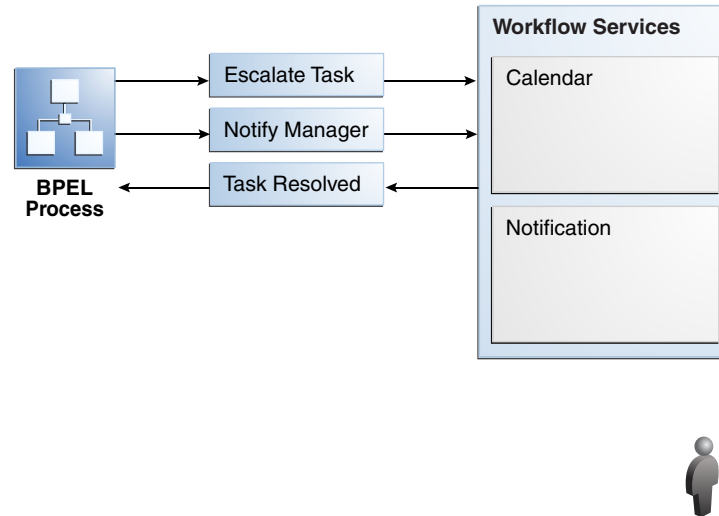 Workflow Services
Escalate Task
Calendar
Notify Manager
BPEL
Process
Task Resolved
Notification